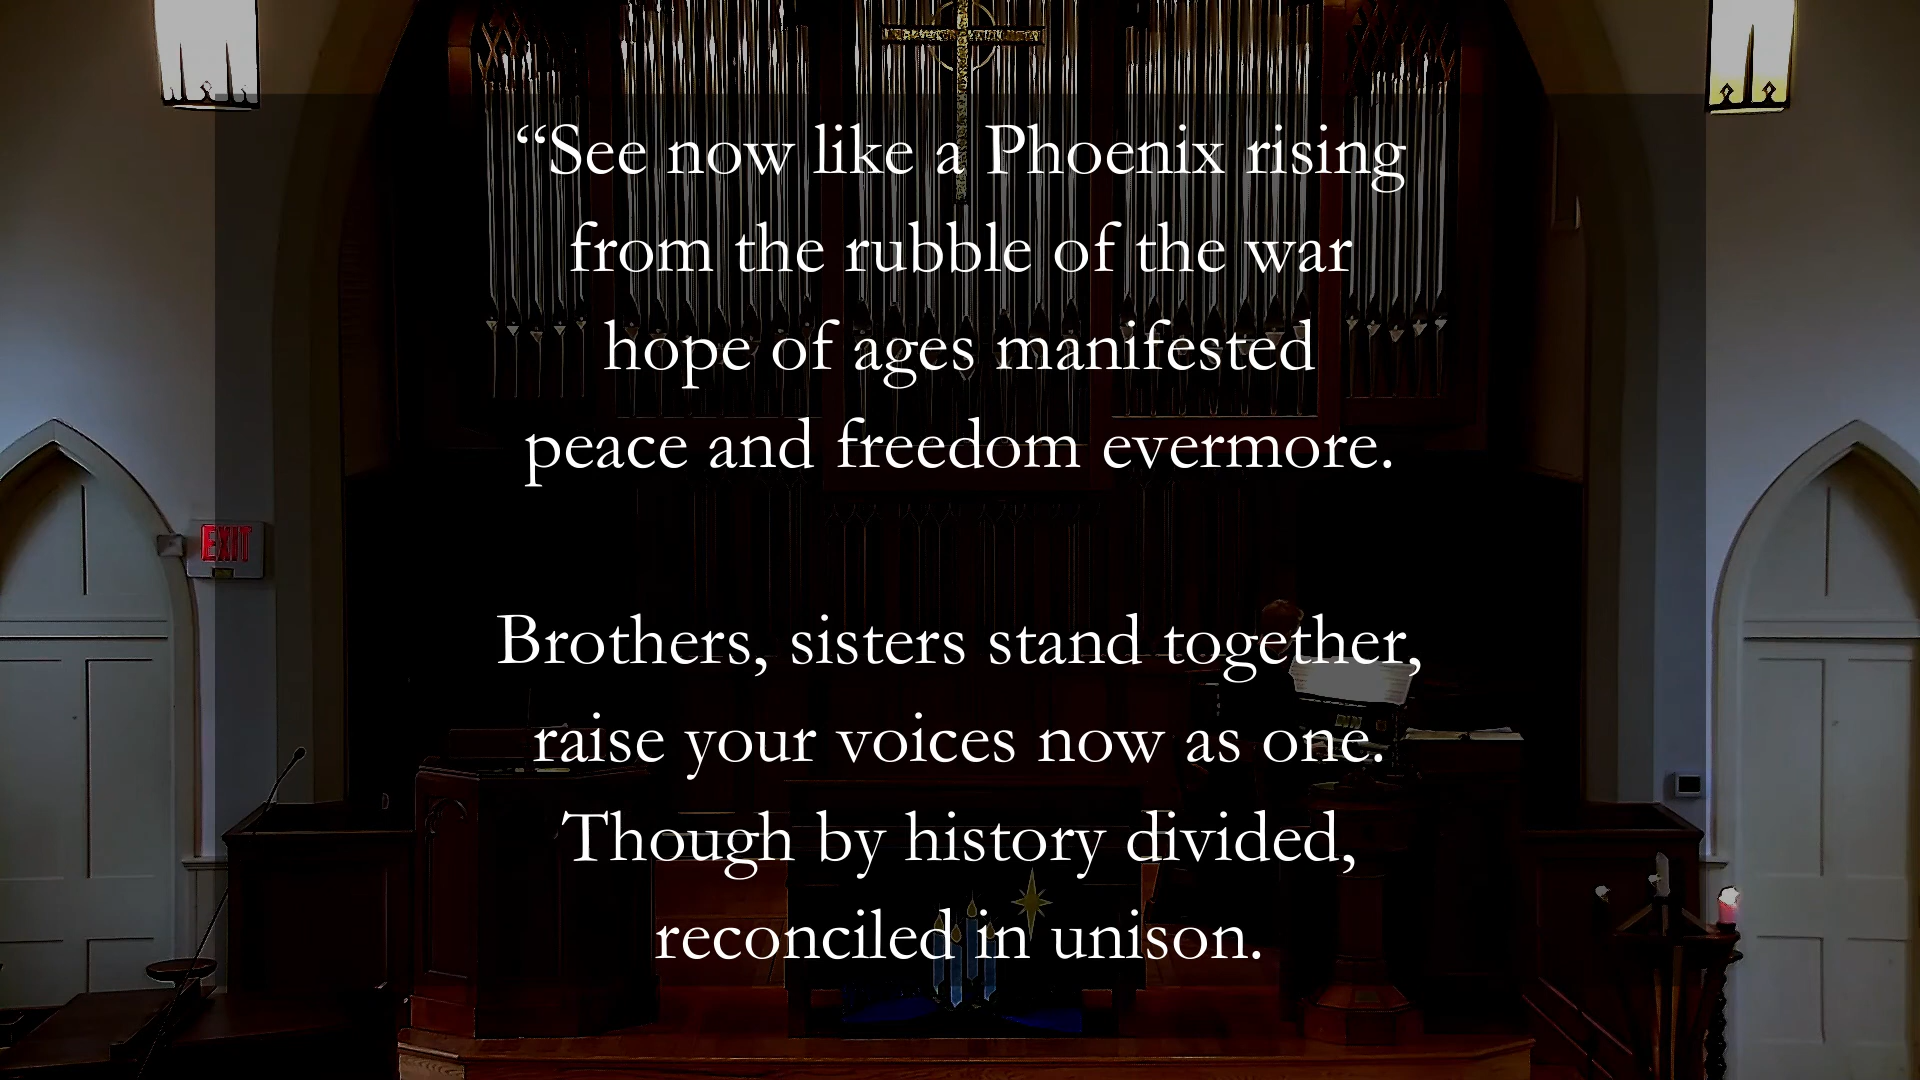 “See now like a Phoenix rising
from the rubble of the war
hope of ages manifested
peace and freedom evermore.
EXIT
Brothers, sisters stand together,
raise your voices now as one.
Though by history divided,
reconciled in unison.